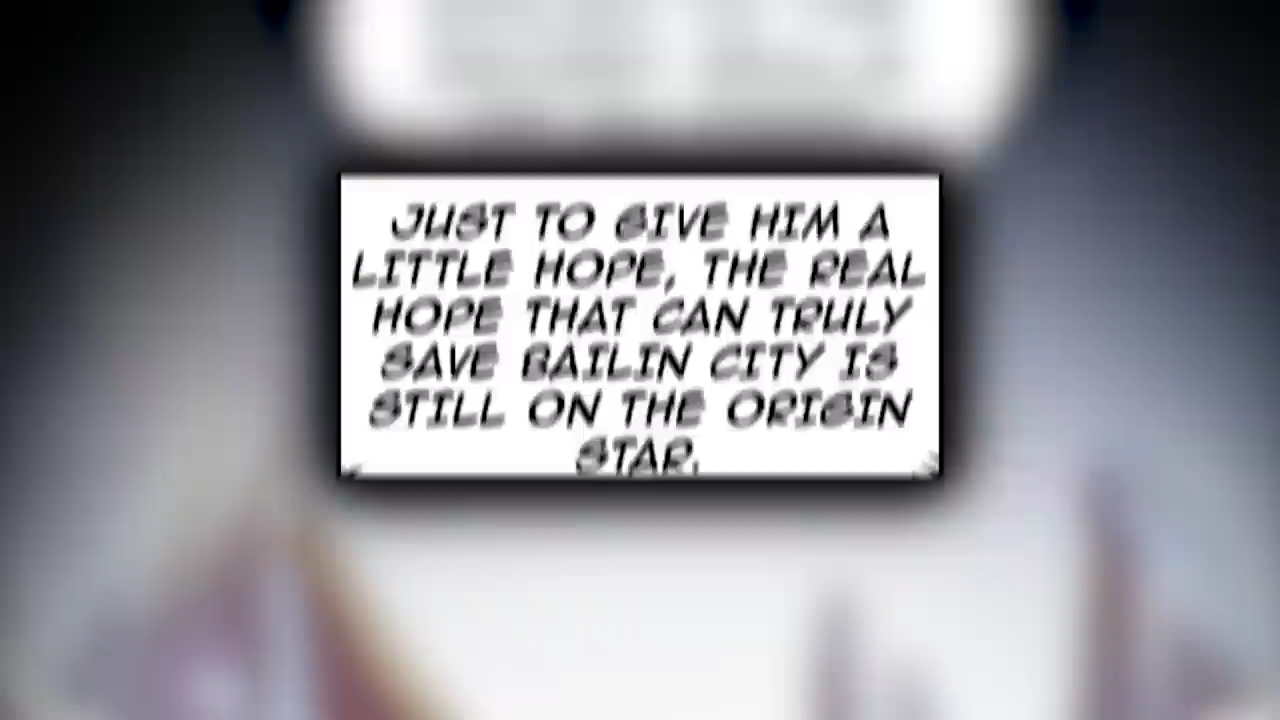 JUST TO GIVE HIM A
LITTLE HOPE, THE REAL
HOPE THAT CAN TRULY
SAVE BAILIN CITY IS
STILL ON THE ORIGIN
STAR.